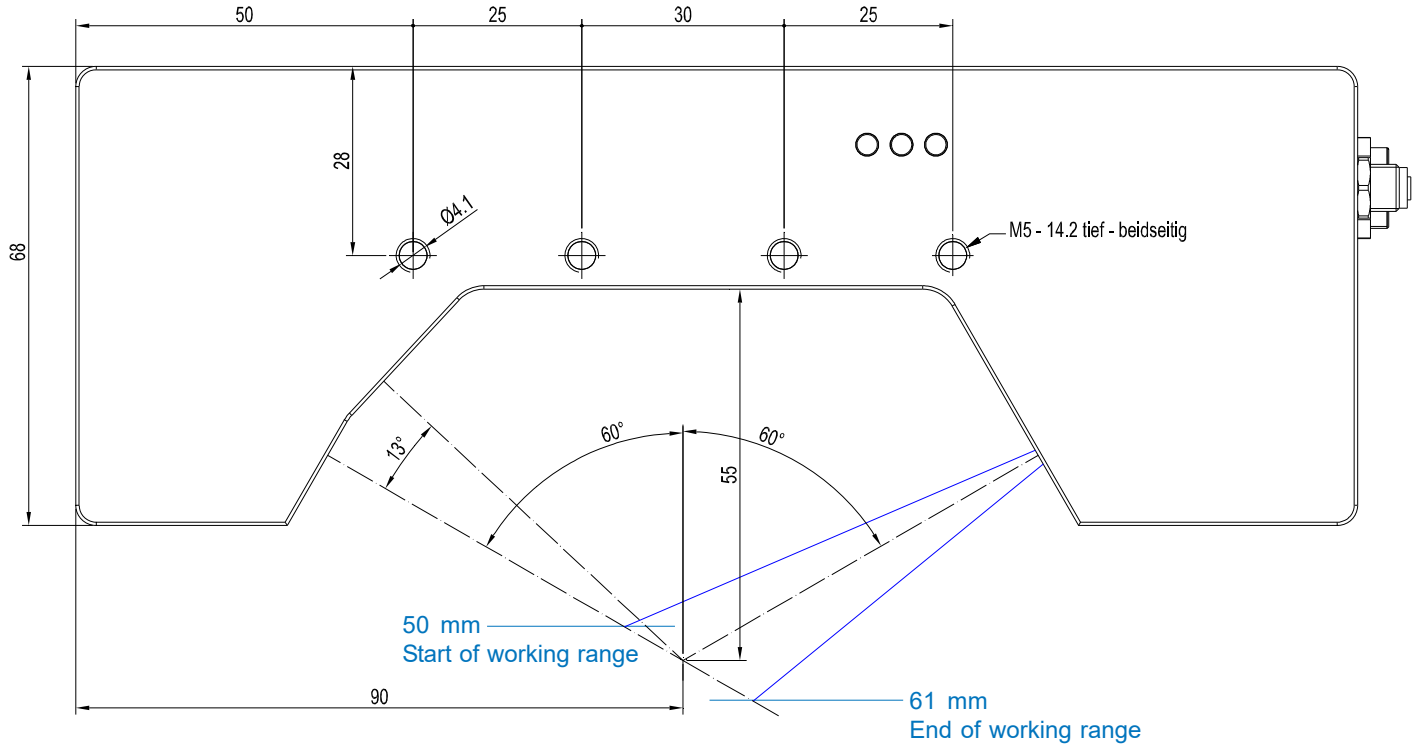 50
25
30
25
28
68
Ø4.1
M5 - 14.2 tief - beidseitig
13°
60°
60°
55
50 mm
Start of working range
90
61 mm
End of working range